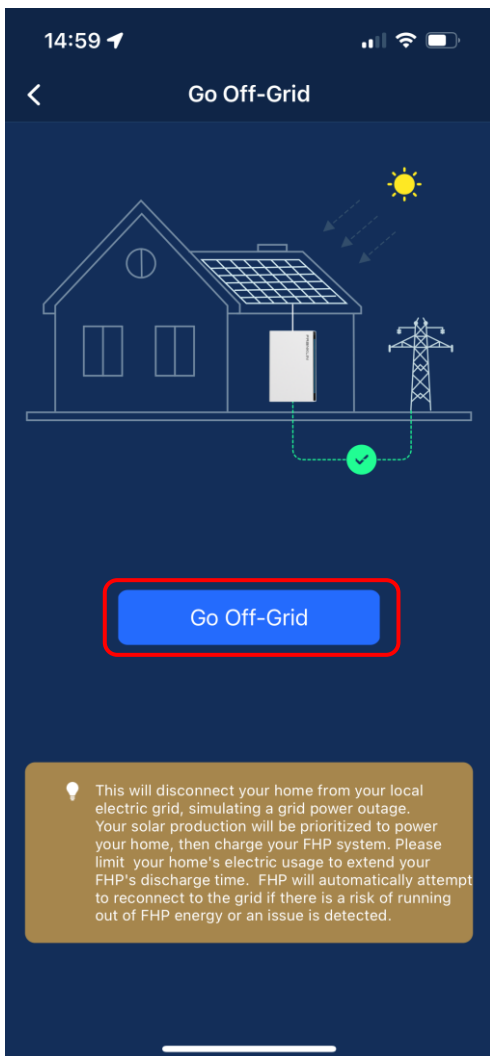 14:59
Go Off-Grid
Go Off-Grid
This will disconnect your home from your local
electric grid, simulating a grid power outage.
Your solar production will be prioritized to power
your home, then charge your FHP system. Please
limit your home's electric usage to extend your
FHP's discharge time. FHP will automatically attempt
to reconnect to the grid if there is a risk of running
out of FHP energy or an issue is detected.